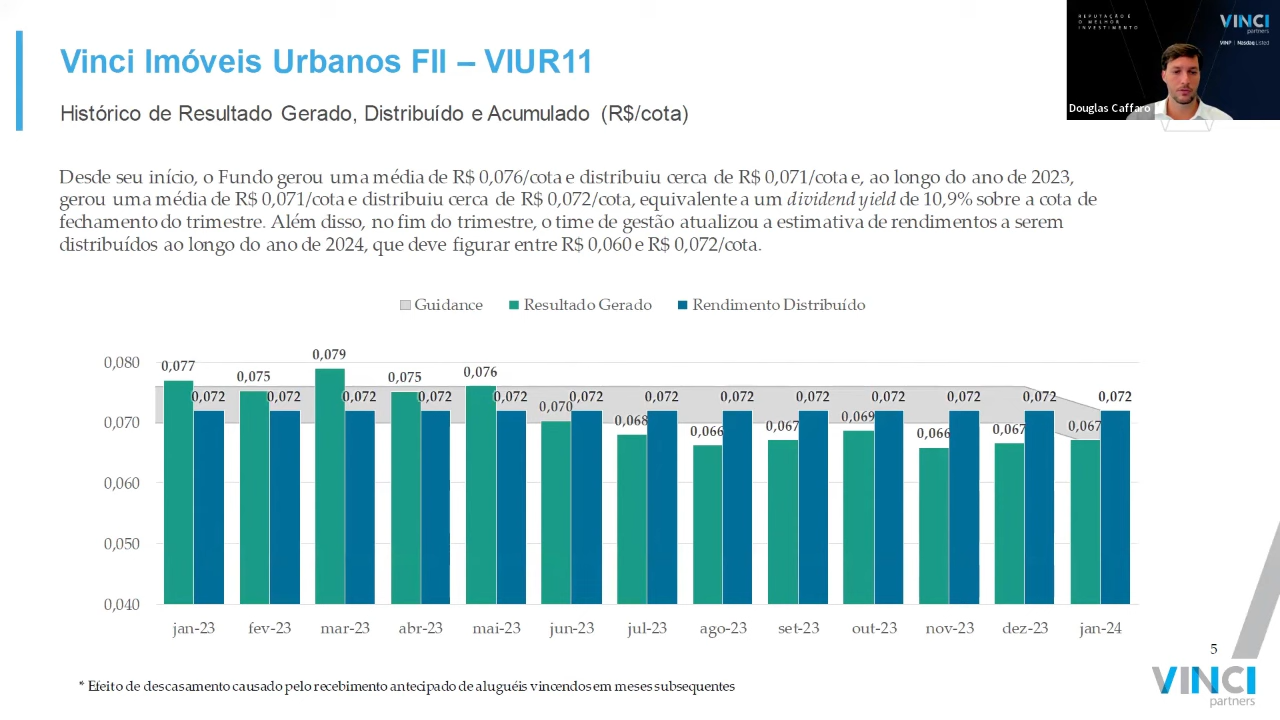 REPUTAÇÃO É
O MELHOR
INVESTIMENTO
VINCI
partners
VINP | Nasdaq Listed
Douglas Caffaro
Vinci Imóveis Urbanos FII – VIUR11
Histórico de Resultado Gerado, Distribuído e Acumulado (R$/cota)
Desde seu início, o Fundo gerou uma média de R$ 0,076/cota e distribuiu cerca de R$ 0,071/cota e, ao longo do ano de 2023,
gerou uma média de R$ 0,071/cota e distribuiu cerca de R$ 0,072/cota, equivalente a um dividend yield de 10,9% sobre a cota de
fechamento do trimestre. Além disso, no fim do trimestre, o time de gestão atualizou a estimativa de rendimentos a serem
distribuídos ao longo do ano de 2024, que deve figurar entre R$ 0,060 e R$ 0,072/cota.
Guidance Resultado Gerado Rendimento Distribuído
0,080
0,070
0,060
0,050
0,040
0,077 0,075 0,079 0,075 0,076 0,070 0,068 0,066 0,067 0,069 0,066 0,067 0,067
0,072 0,072 0,072 0,072 0,072 0,072 0,072 0,072 0,072 0,072 0,072 0,072 0,072
jan-23 fev-23 mar-23 abr-23 mai-23 jun-23 jul-23 ago-23 set-23 out-23 nov-23 dez-23 jan-24
5
* Efeito de descasamento causado pelo recebimento antecipado de aluguéis vincendos em meses subsequentes
VINCI
partners